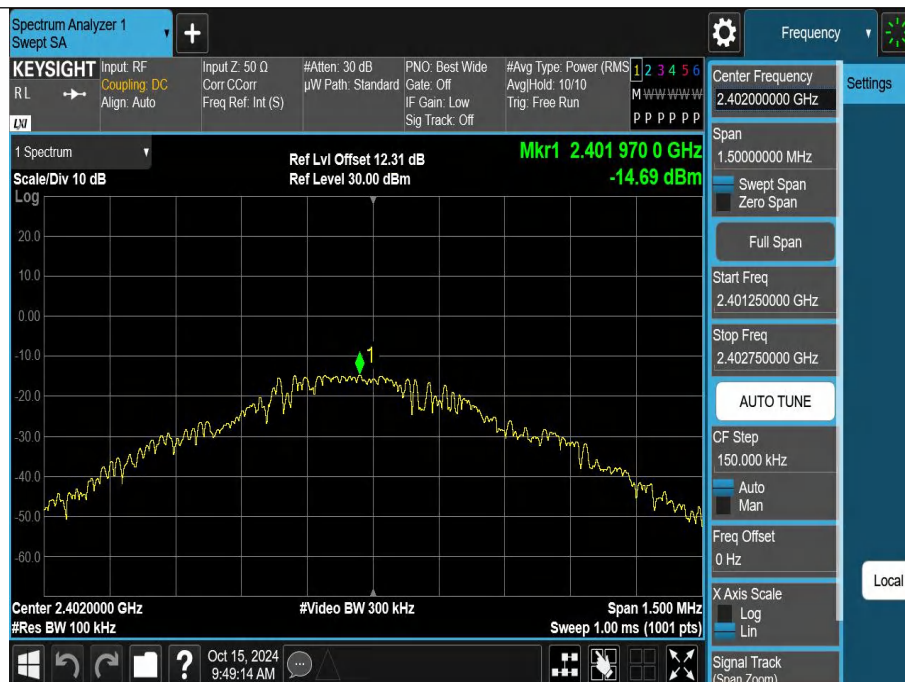 Spectrum Analyzer 1
Swept SA
Frequency
KEYSIGHT
RL
LXI
Input: RF
Coupling: DC
Align: Auto
Input Z: 50 Ω
Corr CCorr
Freq Ref: Int (S)
#Atten: 30 dB
µW Path: Standard
PNO: Best Wide
Gate: Off
IF Gain: Low
Sig Track: Off
#Avg Type: Power (RMS
Avg|Hold: 10/10
Trig: Free Run
1 2 3 4 5 6
M W W W W W
P P P P P P
1 Spectrum
Scale/Div 10 dB
Log
Ref Lvl Offset 12.31 dB
Ref Level 30.00 dBm
Mkr1 2.401 970 0 GHz
-14.69 dBm
20.0
10.0
0.00
-10.0
-20.0
-30.0
-40.0
-50.0
-60.0
1
Center 2.4020000 GHz
#Res BW 100 kHz
#Video BW 300 kHz
Span 1.500 MHz
Sweep 1.00 ms (1001 pts)
Oct 15, 2024
9:49:14 AM
Center Frequency
2.402000000 GHz
Span
1.50000000 MHz
Swept Span
Zero Span
Full Span
Start Freq
2.401250000 GHz
Stop Freq
2.402750000 GHz
AUTO TUNE
CF Step
150.000 kHz
Auto
Man
Freq Offset
0 Hz
X Axis Scale
Log
Lin
Signal Track
(Span Zoom)
Settings
Local